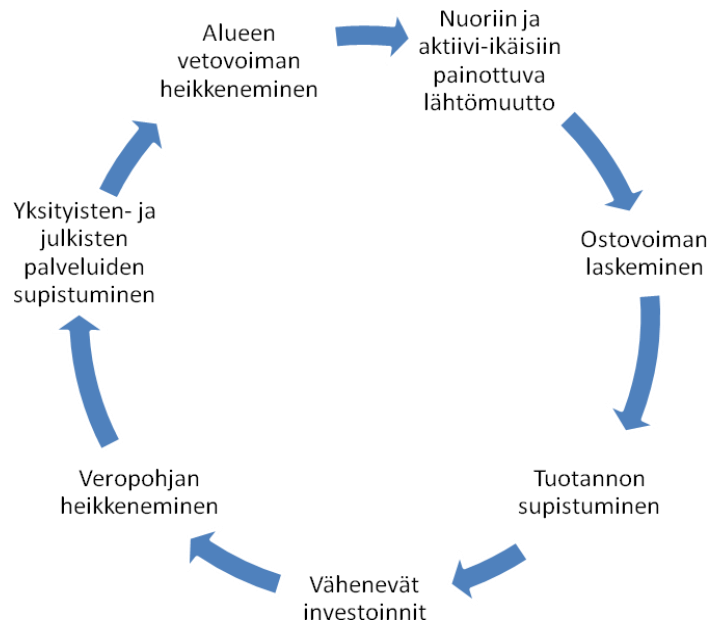 Alueen
vetovoiman
heikkeneminen
Nuoriin ja
aktiivi-ikäisiin
painottuva
lähtömuutto
Ostovoiman
laskeminen
Tuotannon
supistuminen
Vähenevät
investoinnit
Veropohjan
heikkeneminen
Yksityisten- ja
julkisten
palveluiden
supistuminen